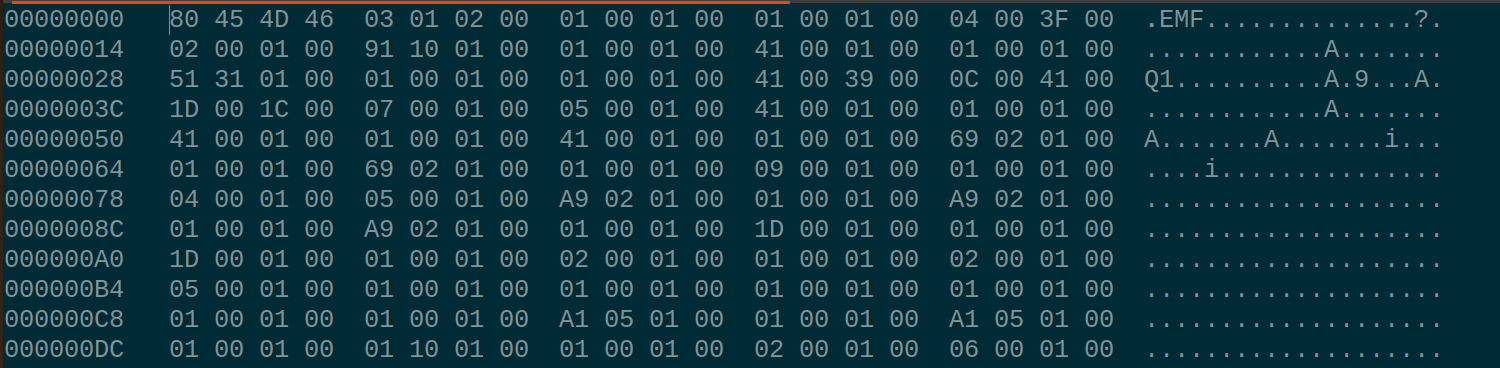 00000000 80 45 4D 46 03 01 02 00 01 00 01 00 01 00 01 00 04 00 3F 00 .EMF..............?.
00000014 02 00 01 00 91 10 01 00 01 00 01 00 41 00 01 00 01 00 01 00 ............A.......
00000028 51 31 01 00 01 00 01 00 01 00 01 00 41 00 39 00 0C 00 41 00 Q1..........A.9...A.
0000003C 1D 00 1C 00 07 00 01 00 05 00 01 00 41 00 01 00 01 00 01 00 ............A.......
00000050 41 00 01 00 01 00 01 00 41 00 01 00 01 00 01 00 69 02 01 00 A.......A.......i...
00000064 01 00 01 00 69 02 01 00 01 00 01 00 09 00 01 00 01 00 01 00 ....i...............
00000078 04 00 01 00 05 00 01 00 A9 02 01 00 01 00 01 00 A9 02 01 00 ....................
0000008C 01 00 01 00 A9 02 01 00 01 00 01 00 1D 00 01 00 01 00 01 00 ....................
000000A0 1D 00 01 00 01 00 01 00 02 00 01 00 01 00 01 00 02 00 01 00 ....................
000000B4 05 00 01 00 01 00 01 00 01 00 01 00 01 00 01 00 01 00 01 00 ....................
000000C8 01 00 01 00 01 00 01 00 A1 05 01 00 01 00 01 00 A1 05 01 00 ....................
000000DC 01 00 01 00 01 10 01 00 01 00 01 00 02 00 01 00 06 00 01 00 ....................